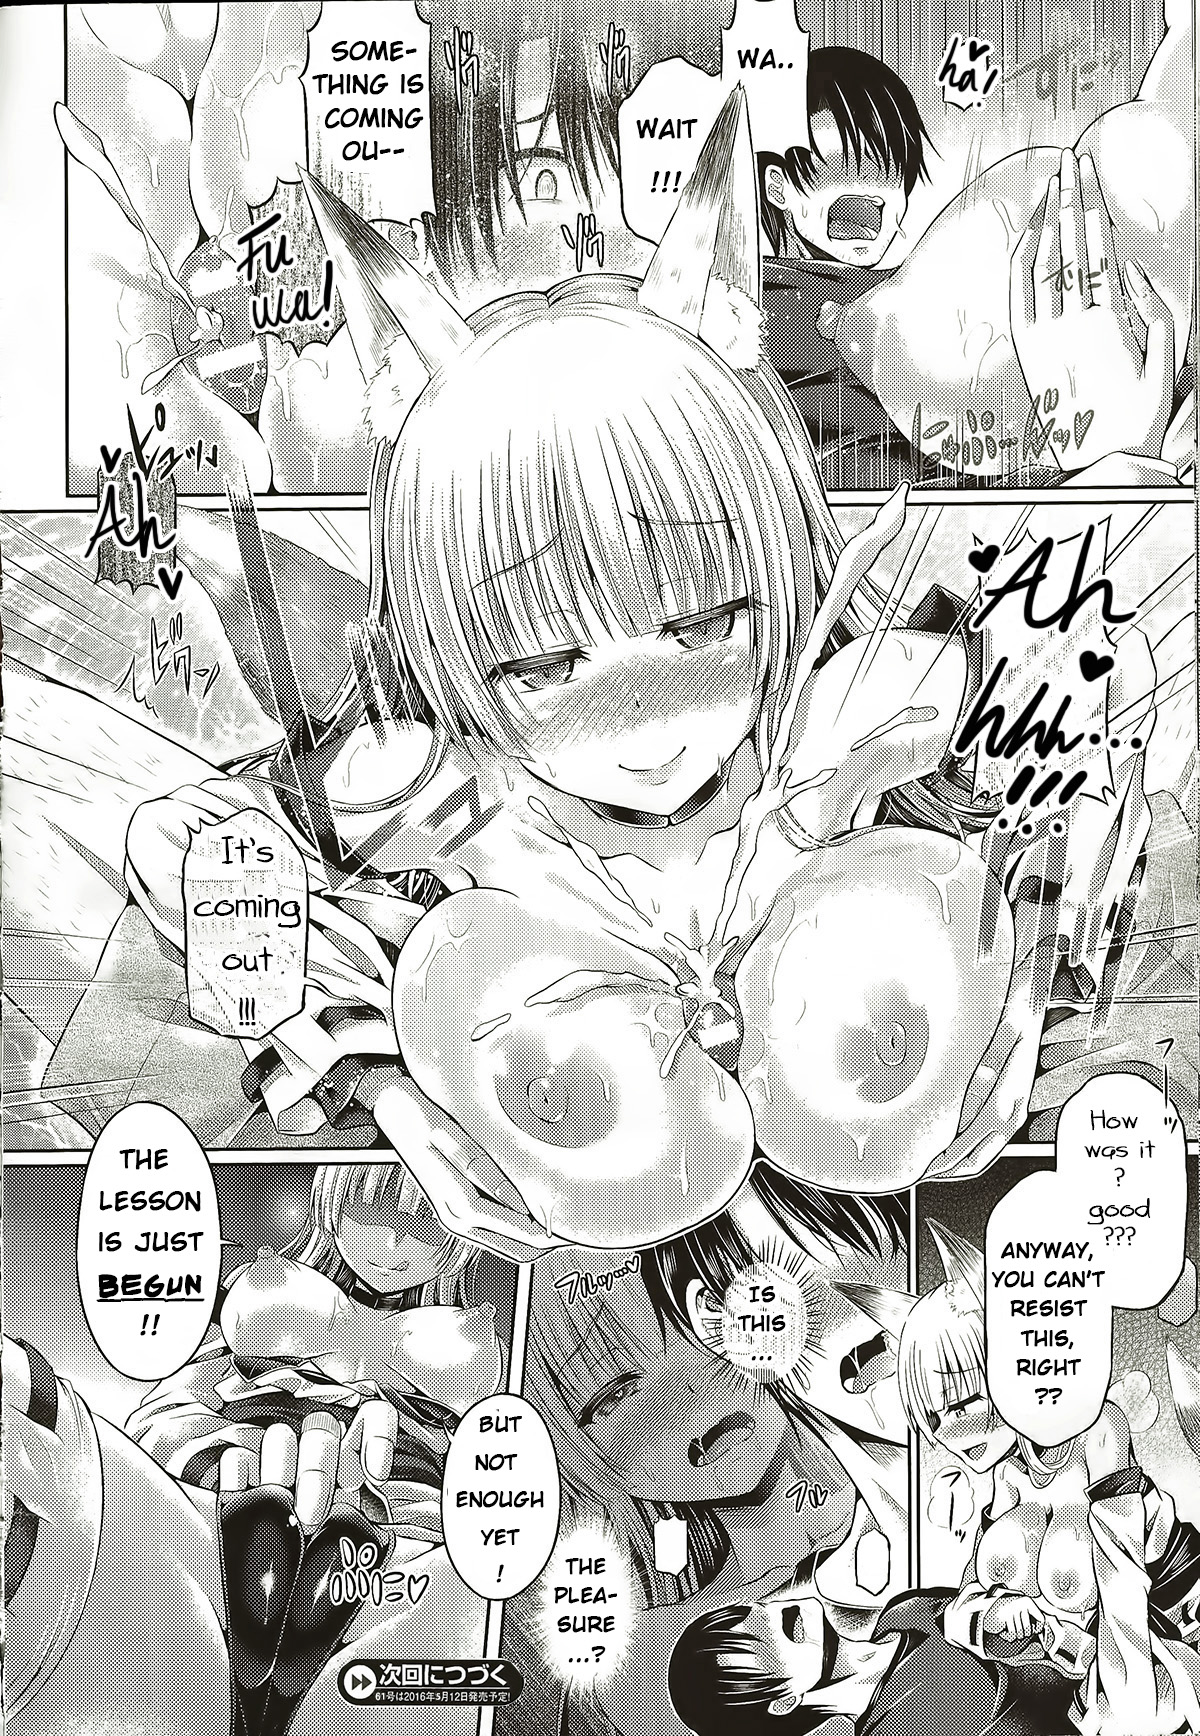 WA..
WAIT
!!!
SOME-
THING IS
COMING
OU--
ha!
むにゅ
Fu
wa!
Ah
Ah
hhh...
!!!
...
It's
coming
out
!!!
How
was it
?
good
???
ANYWAY,
YOU CAN'T
RESIST
THIS,
RIGHT
??
IS
THIS
...
THE
PLEA-
SURE
...?
BUT
NOT
ENOUGH
YET
!
THE
LESSON
IS JUST
BEGUN
!!
次回につづく
61号は2016年5月12日発売予定!